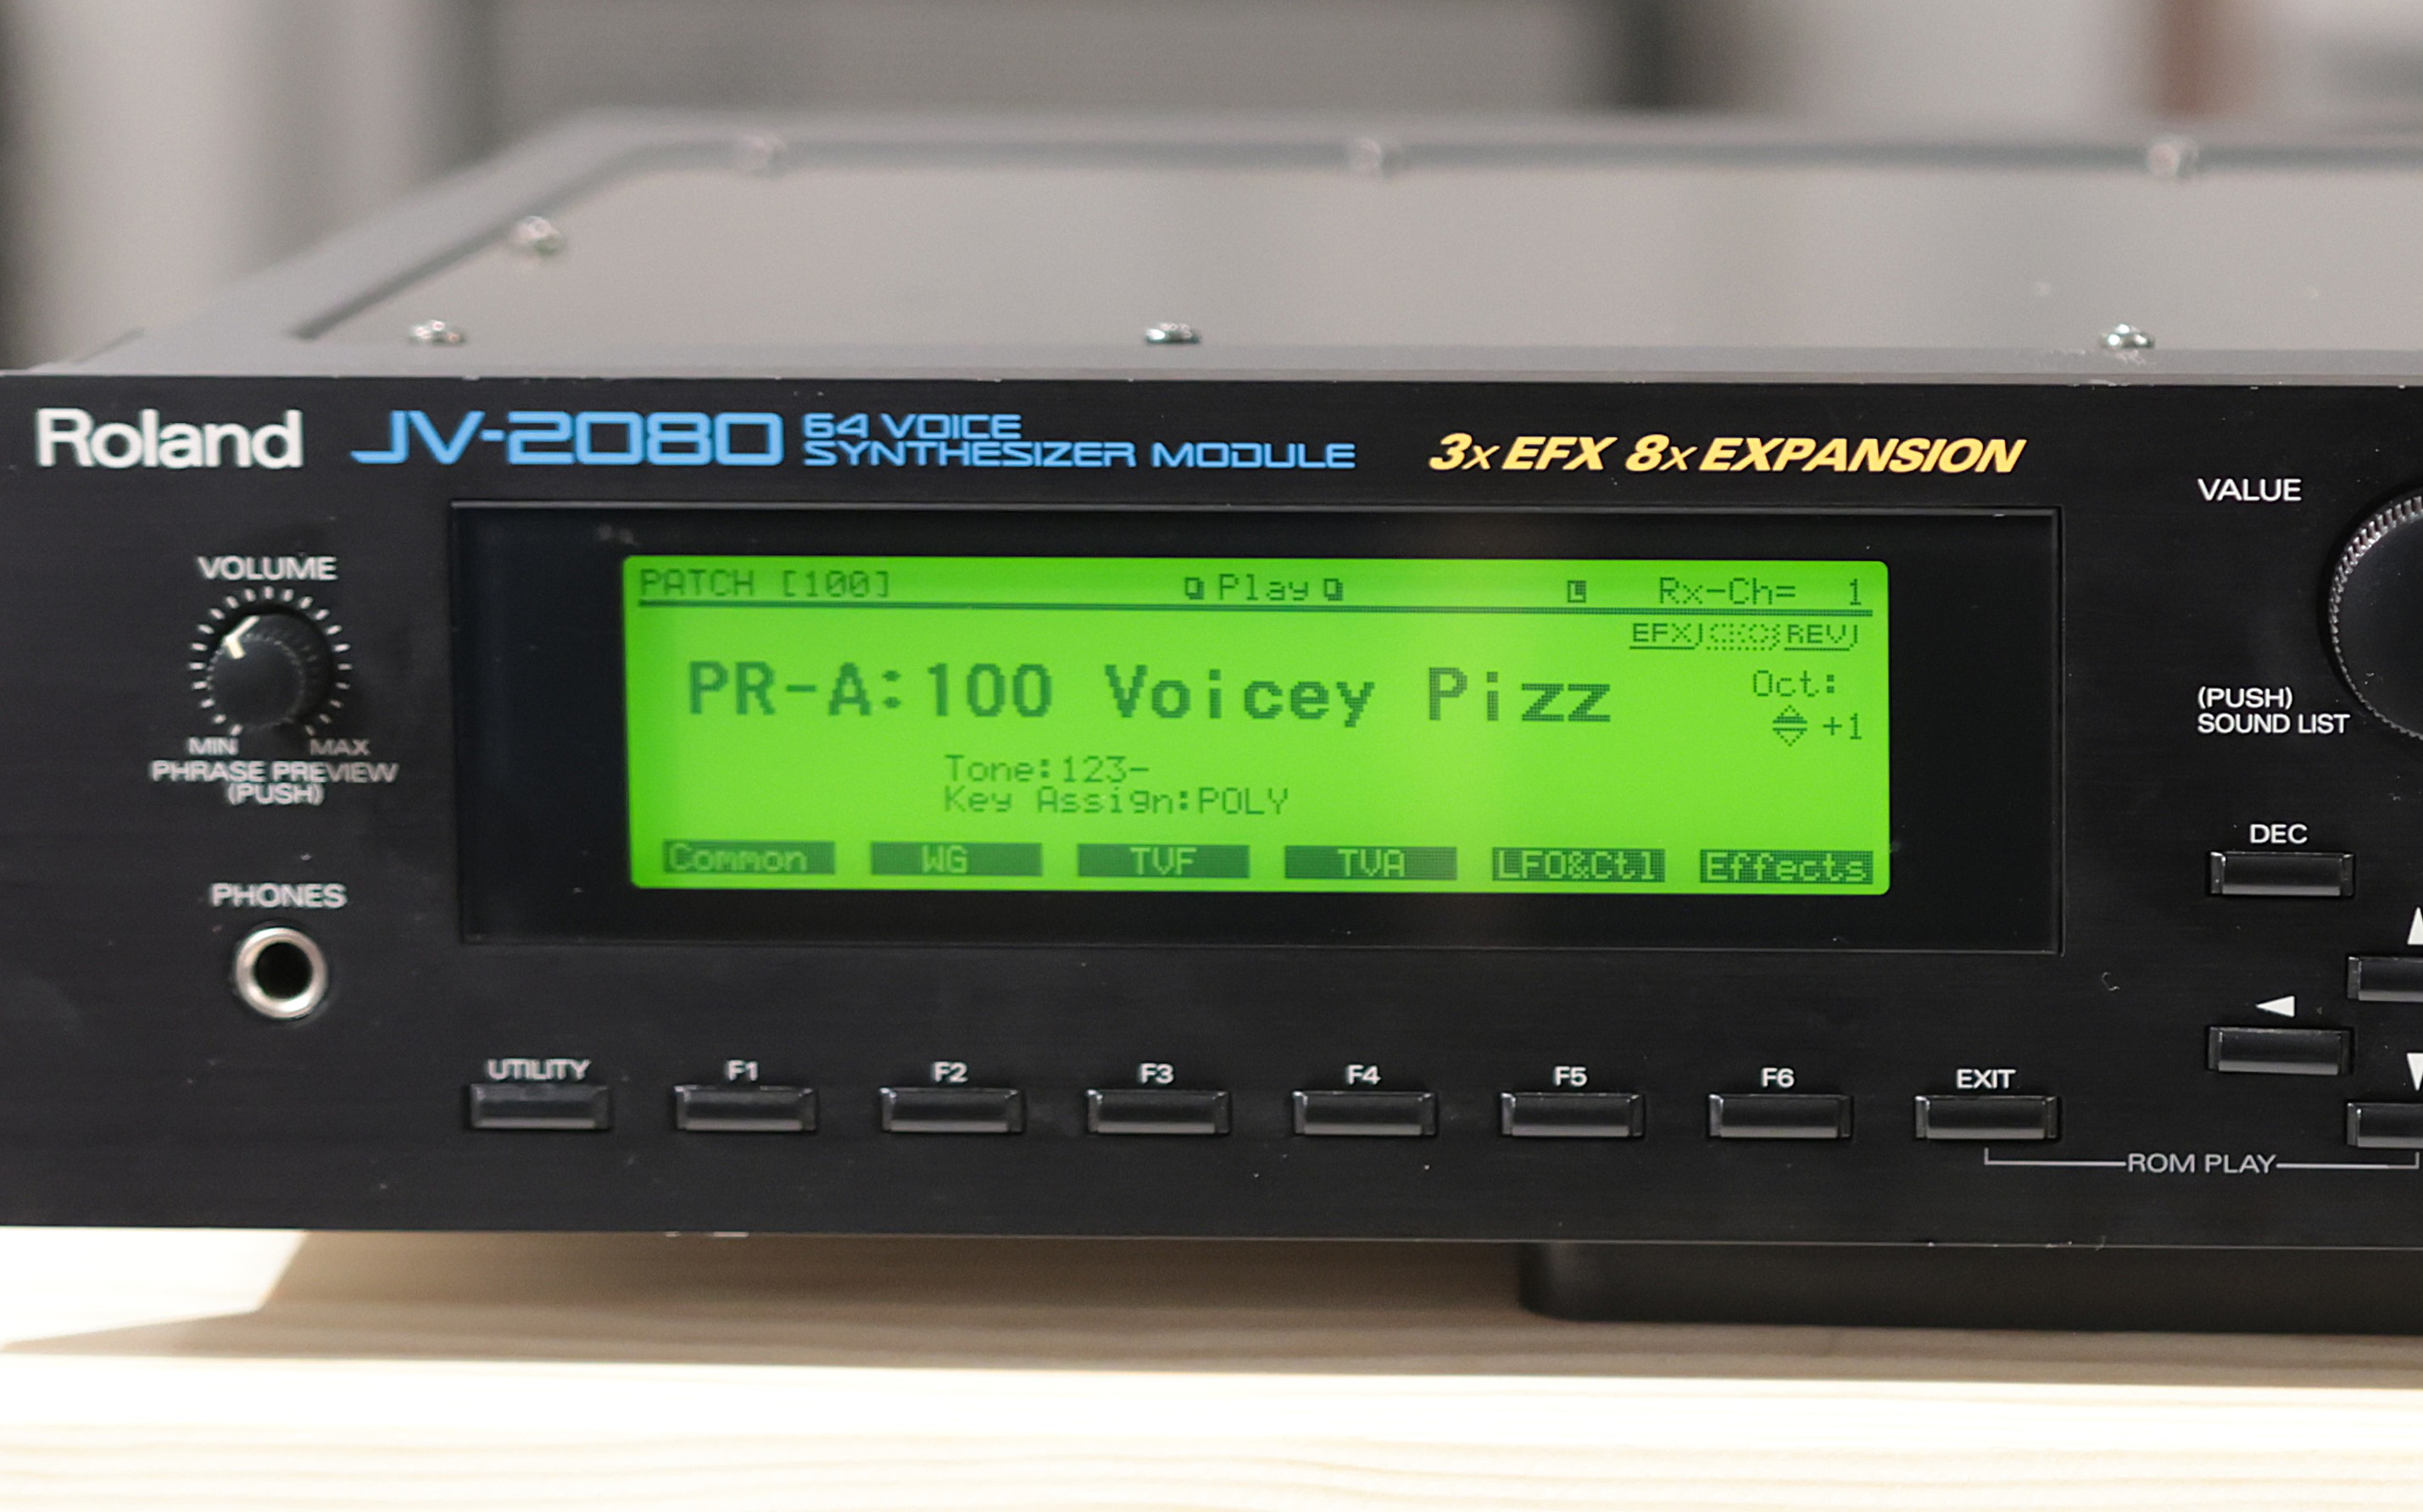 Roland JV-2080 64 VOICE
SYNTHESIZER MODULE
3x EFX 8x EXPANSION
VOLUME
MIN MAX
PHRASE PREVIEW
(PUSH)
PHONES
PATCH [100] Play Rx-Ch= 1
EFX REV
PR-A:100 Voicey Pizz
Oct:
+1
Tone:123-
Key Assign:POLY
Common WG TVF TVA LFO&Ctl Effects
UTILITY F1 F2 F3 F4 F5 F6 EXIT
VALUE
(PUSH)
SOUND LIST
DEC
ROM PLAY